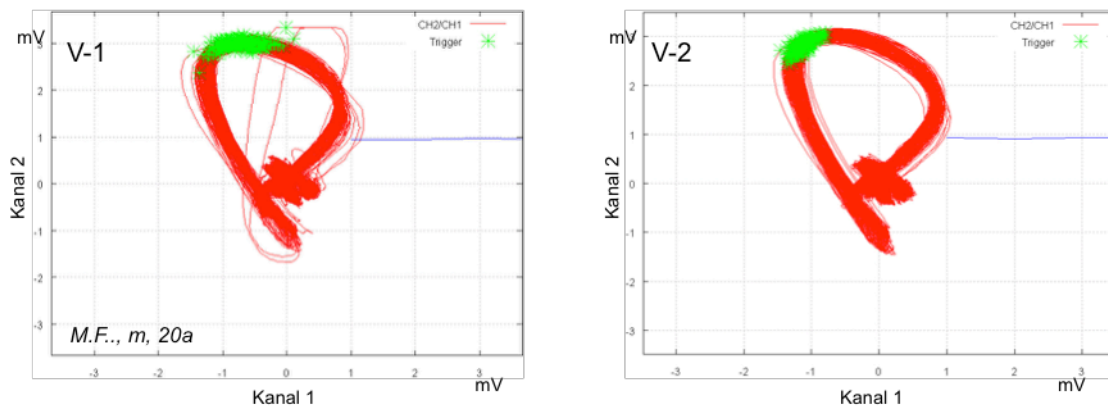 mV
V-1
CH2/CH1
Trigger
3
2
1
0
-1
-2
-3
Kanal 2
M.F.., m, 20a
-3
-2
-1
0
1
2
3
mV
Kanal 1
mV
V-2
CH2/CH1
Trigger
3
2
1
0
-1
-2
-3
Kanal 2
-3
-2
-1
0
1
2
3
mV
Kanal 1